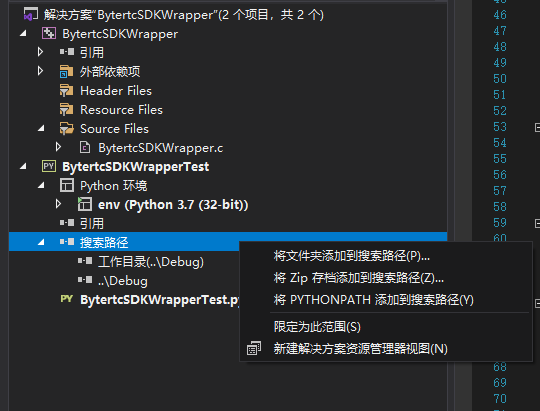 解决方案“BytertcSDKWrapper”(2 个项目，共 2 个)
BytertcSDKWrapper
引用
外部依赖项
Header Files
Resource Files
Source Files
BytertcSDKWrapper.c
BytertcSDKWrapperTest
Python 环境
env (Python 3.7 (32-bit))
引用
搜索路径
工作目录(..\Debug)
..\Debug
PY BytertcSDKWrapperTest.py
将文件夹添加到搜索路径(P)...
将 Zip 存档添加到搜索路径(Z)...
将 PYTHONPATH 添加到搜索路径(Y)
限定为此范围(S)
新建解决方案资源管理器视图(N)
46
47
48
49
50
51
52
53
54
55
56
57
58
59
60
61
68
69
70